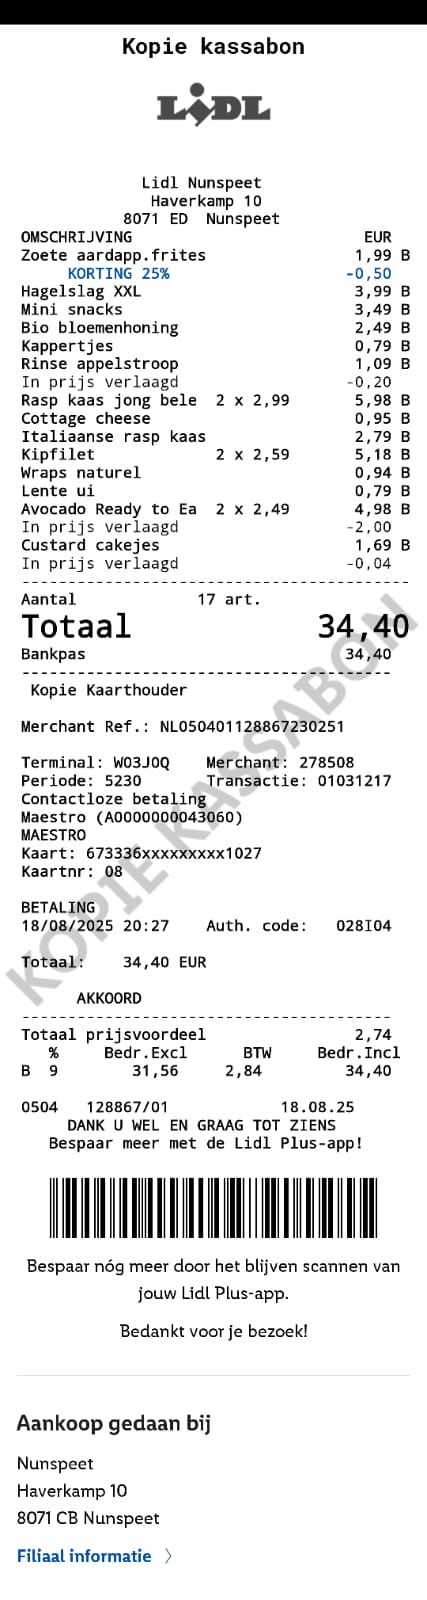 Kopie kassabon
LIDL
Lidl Nunspeet
Haverkamp 10
8071 ED Nunspeet
OMSCHRIJVING EUR
Zoete aardapp.frites 1,99 B
KORTING 25% -0,50
Hagelslag XXL 3,99 B
Mini snacks 3,49 B
Bio bloemenhoning 2,49 B
Kappertjes 0,79 B
Rinse appelstroop 1,09 B
In prijs verlaagd -0,20
Rasp kaas jong bele 2 x 2,99 5,98 B
Cottage cheese 0,95 B
Italiaanse rasp kaas 2,79 B
Kipfilet 2 x 2,59 5,18 B
Wraps naturel 0,94 B
Lente ui 0,79 B
Avocado Ready to Ea 2 x 2,49 4,98 B
In prijs verlaagd -2,00
Custard cakejes 1,69 B
In prijs verlaagd -0,04
Aantal 17 art.
Totaal 34,40
Bankpas 34,40
Kopie Kaarthouder
Merchant Ref.: NL050401128867230251
Terminal: W03J0Q Merchant: 278508
Periode: 5230 Transactie: 01031217
Contactloze betaling
Maestro (A0000000043060)
MAESTRO
Kaart: 673336xxxxxxxxx1027
Kaartnr: 08
BETALING
18/08/2025 20:27 Auth. code: 028I04
Totaal: 34,40 EUR
AKKOORD
KOPIE KASSABON
Totaal prijsvoordeel 2,74
% Bedr.Excl BTW Bedr.Incl
B 9 31,56 2,84 34,40
0504 128867/01 18.08.25
DANK U WEL EN GRAAG TOT ZIENS
Bespaar meer met de Lidl Plus-app!
Bespaar nóg meer door het blijven scannen van
jouw Lidl Plus-app.
Bedankt voor je bezoek!
Aankoop gedaan bij
Nunspeet
Haverkamp 10
8071 CB Nunspeet
Filiaal informatie